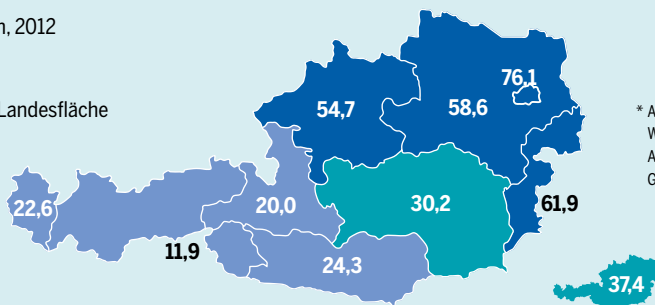 , 2012
Landesfläche
76,1
54,7
58,6
* A
W
A
G
22,6
20,0
30,2
61,9
11,9
24,3
37,4